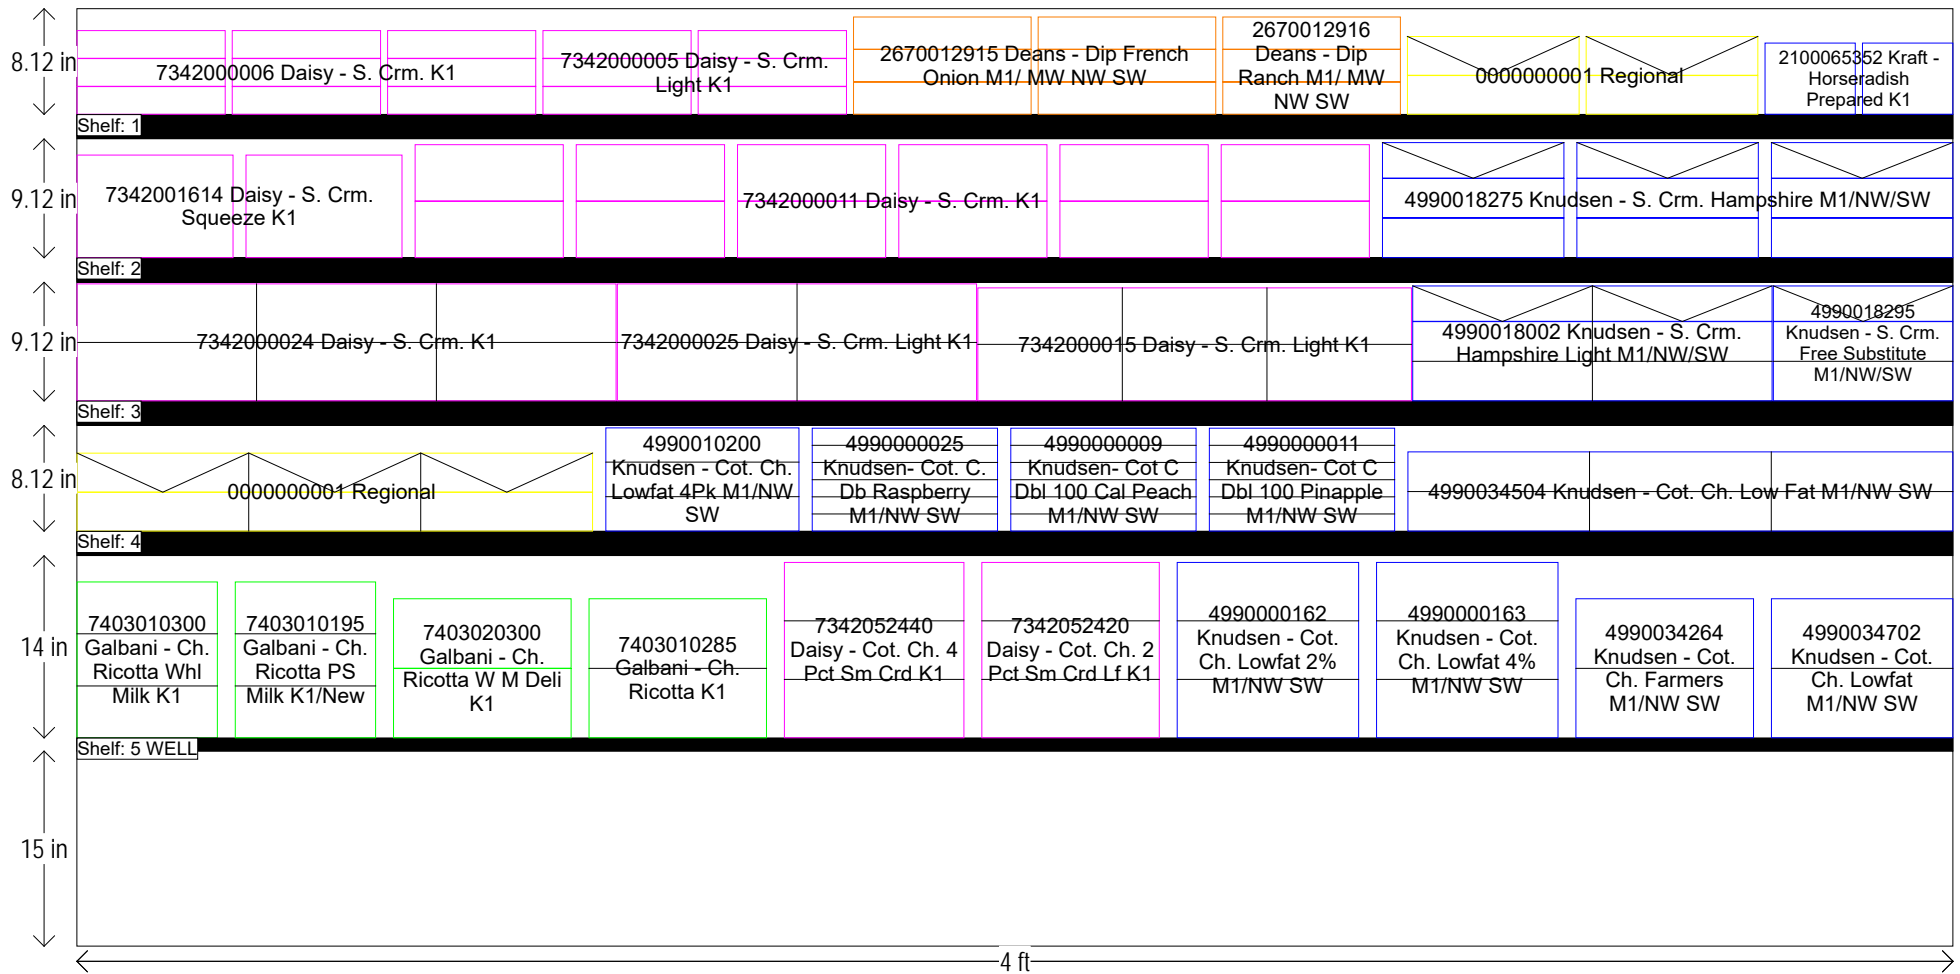 8.12 in
7342000006 Daisy - S. Crm. K1
7342000005 Daisy - S. Crm.
Light K1
2670012915 Deans - Dip French
Onion M1/ MW NW SW
2670012916
Deans - Dip
Ranch M1/ MW
NW SW
0000000001 Regional
2100065352 Kraft -
Horseradish
Prepared K1
Shelf: 1
9.12 in
7342001614 Daisy - S. Crm.
Squeeze K1
7342000011 Daisy - S. Crm. K1
4990018275 Knudsen - S. Crm. Hampshire M1/NW/SW
Shelf: 2
9.12 in
7342000024 Daisy - S. Crm. K1
7342000025 Daisy - S. Crm. Light K1
7342000015 Daisy - S. Crm. Light K1
4990018002 Knudsen - S. Crm.
Hampshire Light M1/NW/SW
4990018295
Knudsen - S. Crm.
Free Substitute
M1/NW/SW
Shelf: 3
8.12 in
0000000001 Regional
4990010200
Knudsen - Cot. Ch.
Lowfat 4Pk M1/NW
SW
4990000025
Knudsen- Cot. C.
Db Raspberry
M1/NW SW
4990000009
Knudsen- Cot C
Dbl 100 Cal Peach
M1/NW SW
4990000011
Knudsen- Cot C
Dbl 100 Pinapple
M1/NW SW
4990034504 Knudsen - Cot. Ch. Low Fat M1/NW SW
Shelf: 4
14 in
7403010300
Galbani - Ch.
Ricotta Whl
Milk K1
7403010195
Galbani - Ch.
Ricotta PS
Milk K1/New
7403020300
Galbani - Ch.
Ricotta W M Deli
K1
7403010285
Galbani - Ch.
Ricotta K1
7342052440
Daisy - Cot. Ch. 4
Pct Sm Crd K1
7342052420
Daisy - Cot. Ch. 2
Pct Sm Crd Lf K1
4990000162
Knudsen - Cot.
Ch. Lowfat 2%
M1/NW SW
4990000163
Knudsen - Cot.
Ch. Lowfat 4%
M1/NW SW
4990034264
Knudsen - Cot.
Ch. Farmers
M1/NW SW
4990034702
Knudsen - Cot.
Ch. Lowfat
M1/NW SW
Shelf: 5 WELL
15 in
4 ft